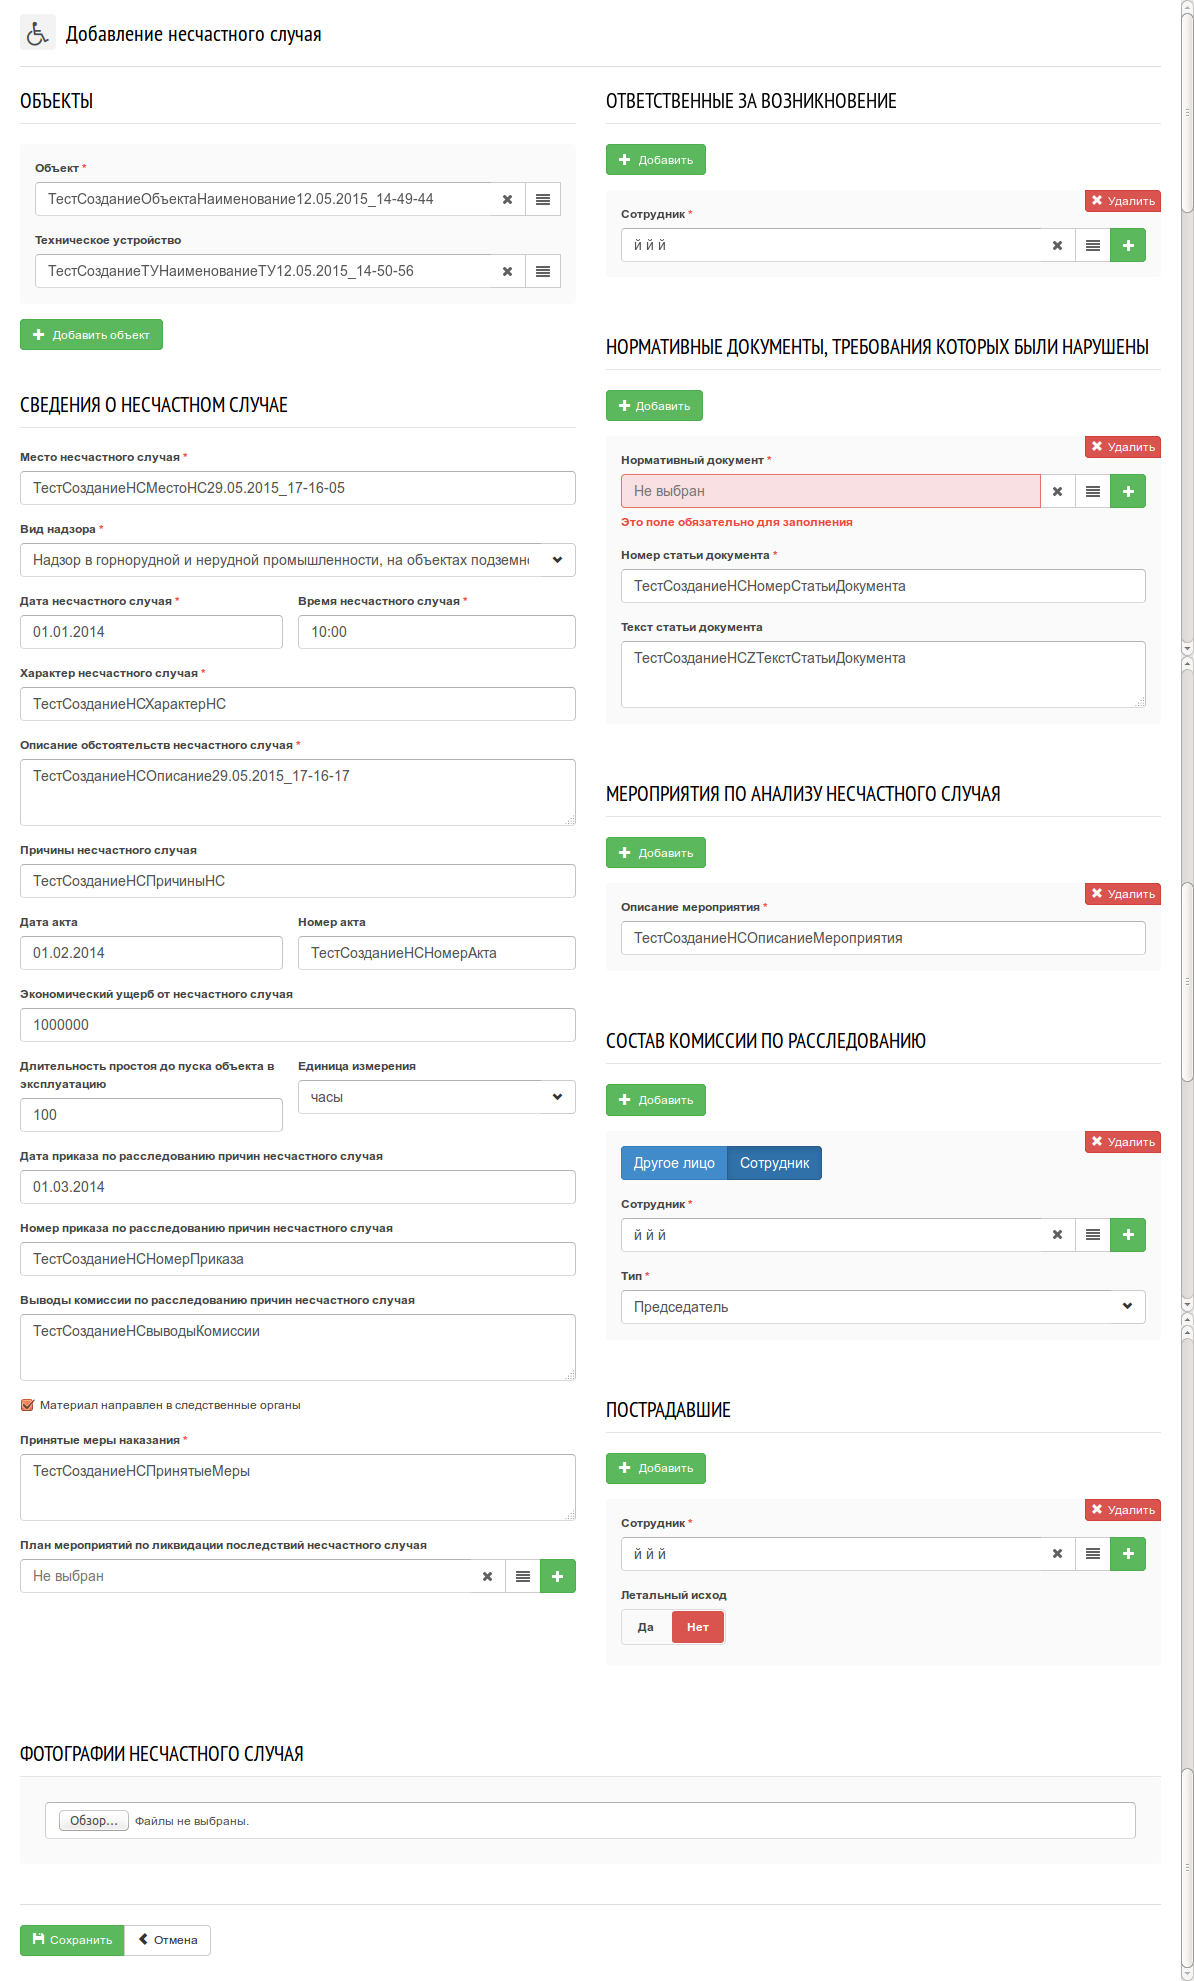 Добавление несчастного случая
ОБЪЕКТЫ
Объект *
ТестСозданиеОбъектаНаименование12.05.2015_14-49-44
Техническое устройство
ТестСозданиеТУНаименованиеТУ12.05.2015_14-50-56
Добавить объект
СВЕДЕНИЯ О НЕСЧАСТНОМ СЛУЧАЕ
Место несчастного случая *
ТестСозданиеНСМестоНС29.05.2015_17-16-05
Вид надзора *
Надзор в горнорудной и нерудной промышленности, на объектах подземн
Дата несчастного случая *
Время несчастного случая *
01.01.2014
10:00
Характер несчастного случая *
ТестСозданиеНСХарактерНС
Описание обстоятельств несчастного случая *
ТестСозданиеНСОписание29.05.2015_17-16-17
Причины несчастного случая
ТестСозданиеНСПричиныНС
Дата акта
Номер акта
01.02.2014
ТестСозданиеНСНомерАкта
Экономический ущерб от несчастного случая
1000000
Длительность простоя до пуска объекта в
эксплуатацию
Единица измерения
100
часы
Дата приказа по расследованию причин несчастного случая
01.03.2014
Номер приказа по расследованию причин несчастного случая
ТестСозданиеНСНомерПриказа
Выводы комиссии по расследованию причин несчастного случая
ТестСозданиеНСвыводыКомиссии
Материал направлен в следственные органы
Принятые меры наказания *
ТестСозданиеНСПринятыеМеры
План мероприятий по ликвидации последствий несчастного случая
Не выбран
ОТВЕТСТВЕННЫЕ ЗА ВОЗНИКНОВЕНИЕ
Добавить
Удалить
Сотрудник *
й й й
НОРМАТИВНЫЕ ДОКУМЕНТЫ, ТРЕБОВАНИЯ КОТОРЫХ БЫЛИ НАРУШЕНЫ
Добавить
Удалить
Нормативный документ *
Не выбран
Это поле обязательно для заполнения
Номер статьи документа *
ТестСозданиеНСНомерСтатьиДокумента
Текст статьи документа
ТестСозданиеНСZТекстСтатьиДокумента
МЕРОПРИЯТИЯ ПО АНАЛИЗУ НЕСЧАСТНОГО СЛУЧАЯ
Добавить
Удалить
Описание мероприятия *
ТестСозданиеНСОписаниеМероприятия
СОСТАВ КОМИССИИ ПО РАССЛЕДОВАНИЮ
Добавить
Удалить
Другое лицо Сотрудник
Сотрудник *
й й й
Тип *
Председатель
ПОСТРАДАВШИЕ
Добавить
Удалить
Сотрудник *
й й й
Летальный исход
Да Нет
ФОТОГРАФИИ НЕСЧАСТНОГО СЛУЧАЯ
Обзор... Файлы не выбраны.
Сохранить Отмена